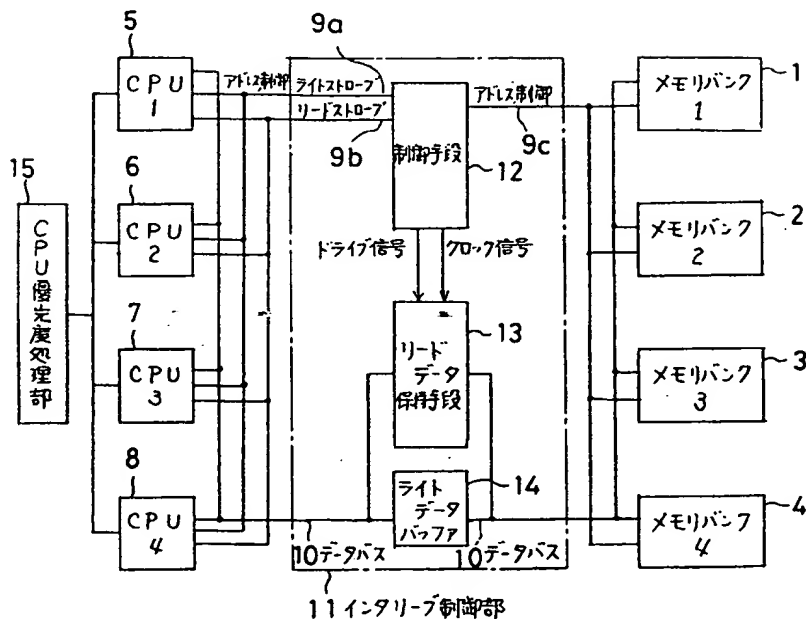 5
CPU
1
6
CPU
2
7
CPU
3
8
CPU
4
15
CPU優先度処理部
アドレス制御
9a
ライトストローブ
リードストローブ
9b
制御手段
12
アドレス制御
9c
ドライブ信号
クロック信号
13
リード
データ
保持手段
14
ライト
データ
バッファ
10データバス
10データバス
11インタリーブ制御部
メモリバンク
1
1
メモリバンク
2
2
メモリバンク
3
3
メモリバンク
4
4